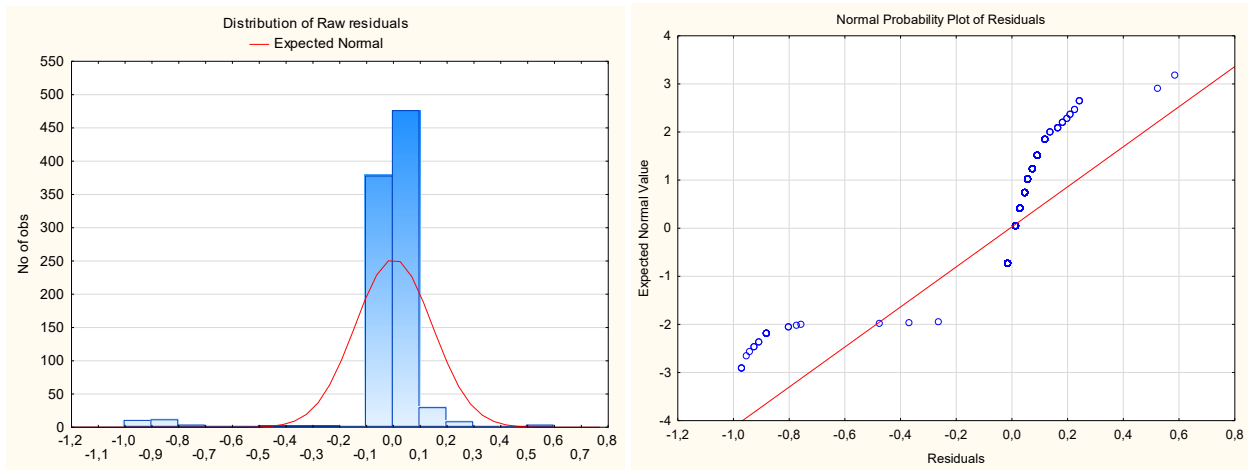 Distribution of Raw residuals
Expected Normal
No of obs
550
500
450
400
350
300
250
200
150
100
50
0
-1,2 -1,0 -0,8 -0,6 -0,4 -0,2 0,0 0,2 0,4 0,6 0,8
-1,1 -0,9 -0,7 -0,5 -0,3 -0,1 0,1 0,3 0,5 0,7
Normal Probability Plot of Residuals
Expected Normal Value
4
3
2
1
0
-1
-2
-3
-4
-1,2 -1,0 -0,8 -0,6 -0,4 -0,2 0,0 0,2 0,4 0,6 0,8
Residuals